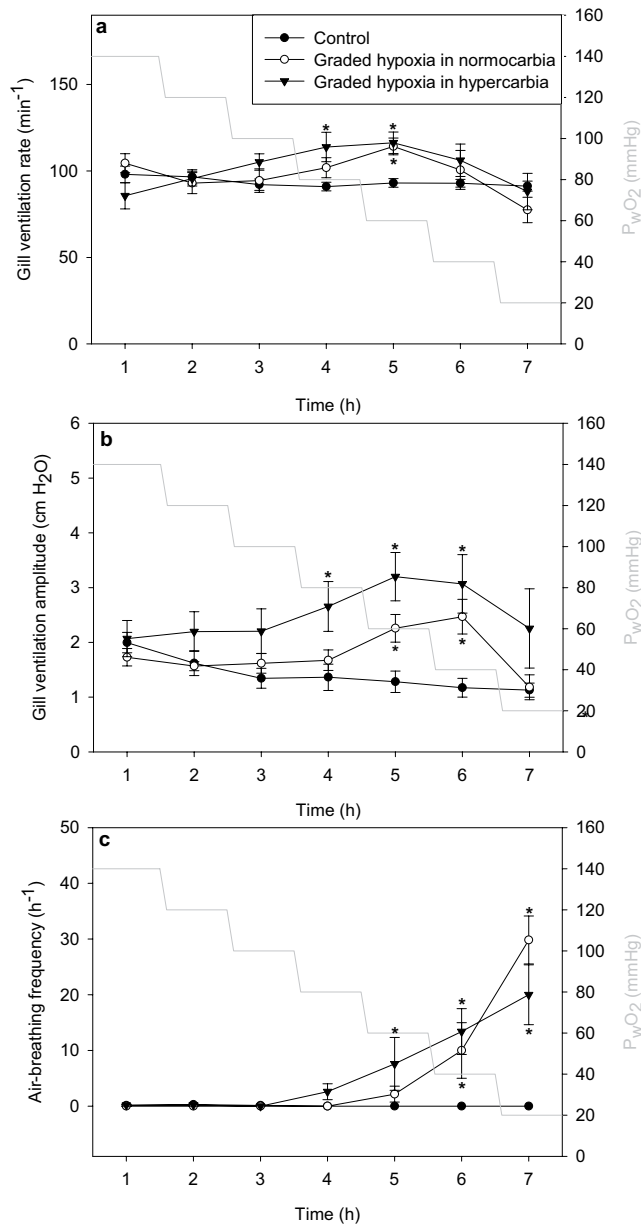 a
Control
Graded hypoxia in normocarbia
Graded hypoxia in hypercarbia
Gill ventilation rate (min⁻¹)
150
100
50
0
160
140
120
100
80
60
40
20
0
PwO₂ (mmHg)
* *
*
1 2 3 4 5 6 7
Time (h)
b
Gill ventilation amplitude (cm H₂O)
6
5
4
3
2
1
0
160
140
120
100
80
60
40
20
0
PwO₂ (mmHg)
* * *
* *
*
1 2 3 4 5 6 7
Time (h)
c
Air-breathing frequency (h⁻¹)
50
40
30
20
10
0
160
140
120
100
80
60
40
20
0
PwO₂ (mmHg)
* * *
* *
1 2 3 4 5 6 7
Time (h)